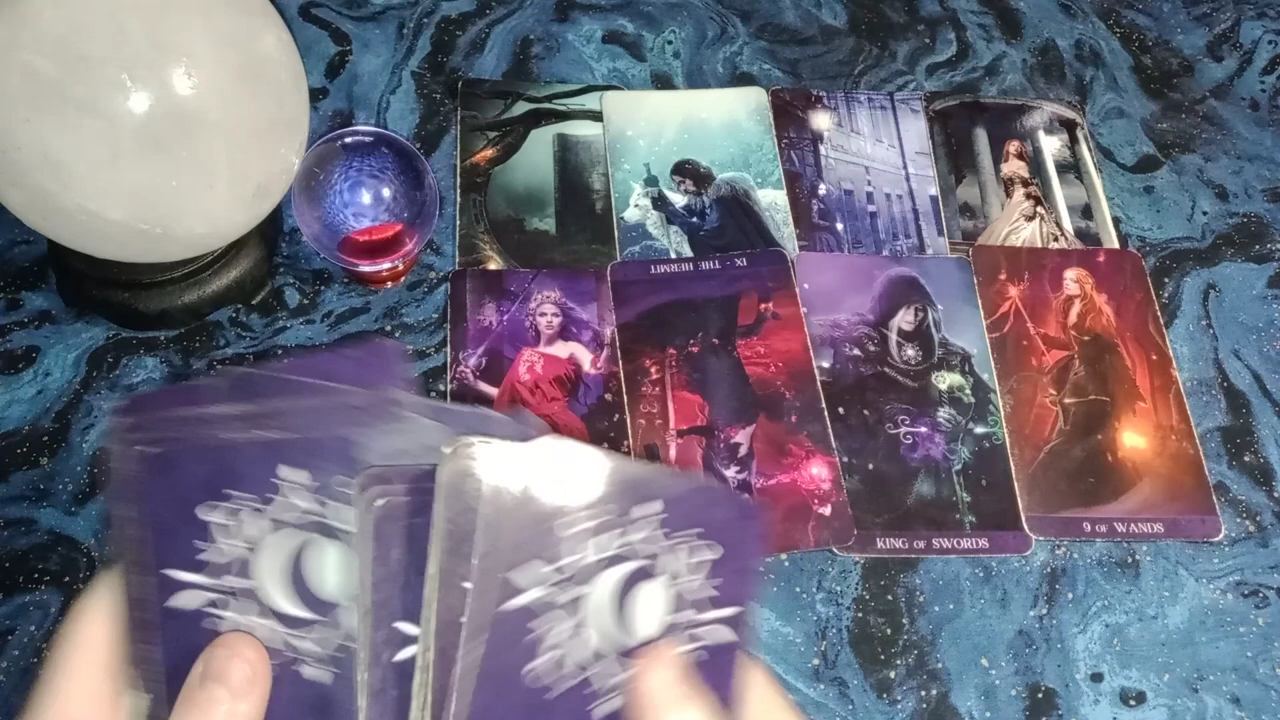 IX · THE HERMIT
KING OF SWORDS
9 OF WANDS